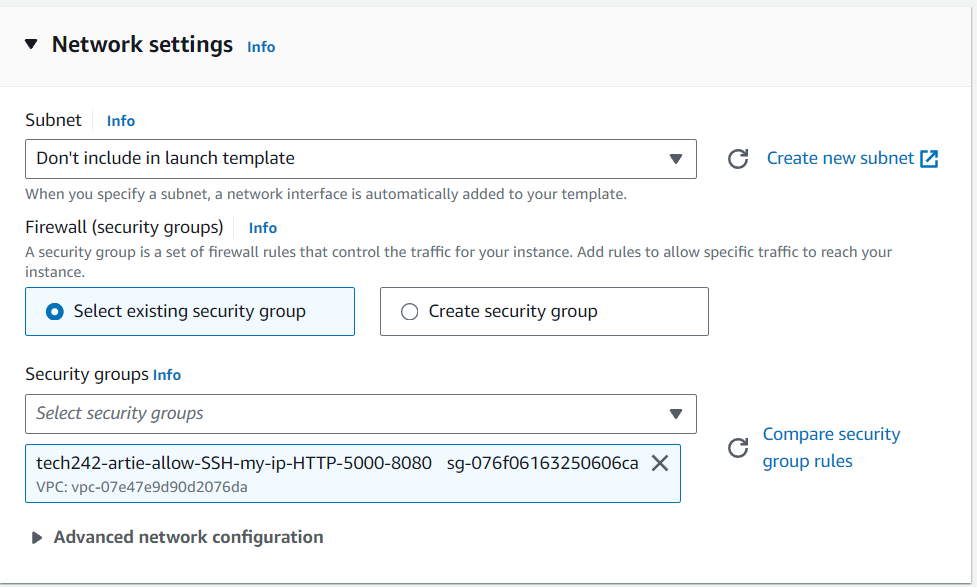 Network settings Info
Subnet Info
Don't include in launch template
Create new subnet
When you specify a subnet, a network interface is automatically added to your template.
Firewall (security groups) Info
A security group is a set of firewall rules that control the traffic for your instance. Add rules to allow specific traffic to reach your
instance.
Select existing security group
Create security group
Security groups Info
Select security groups
Compare security
group rules
tech242-artie-allow-SSH-my-ip-HTTP-5000-8080 sg-076f06163250606ca
VPC: vpc-07e47e9d90d2076da
Advanced network configuration